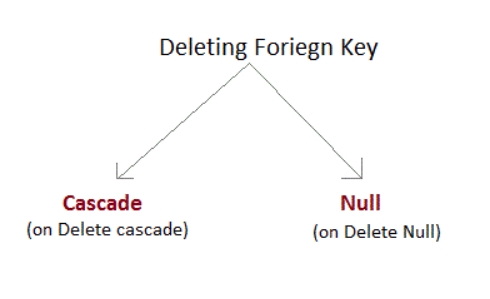 Deleting Foriegn Key
Cascade
(on Delete cascade)
Null
(on Delete Null)